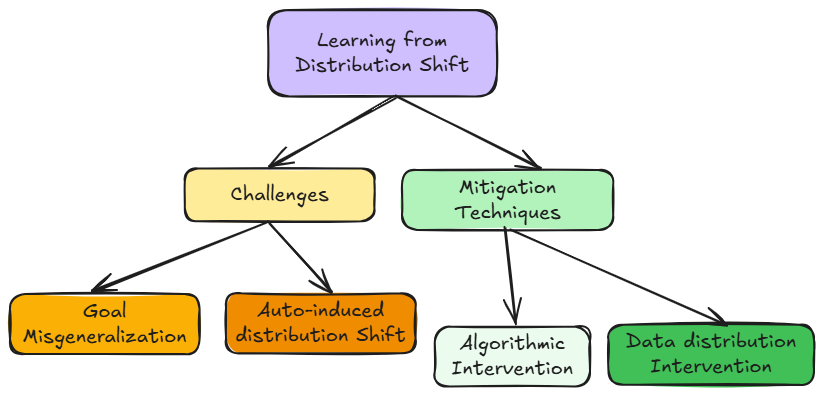 Learning from
Distribution Shift
Challenges
Mitigation
Techniques
Goal
Misgeneralization
Auto-induced
distribution Shift
Algorithmic
Intervention
Data distribution
Intervention